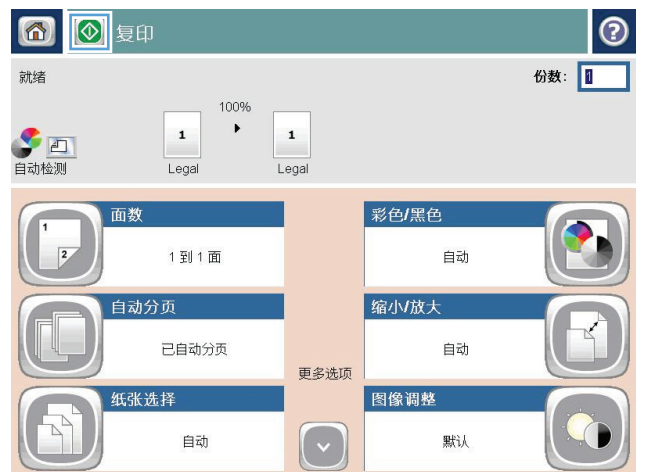 复印
就绪
份数: 1
100%
1 1
自动检测 Legal Legal
面数
1
2
1 到 1 面
彩色/黑色
自动
自动分页
已自动分页
缩小/放大
自动
更多选项
纸张选择
自动
图像调整
默认